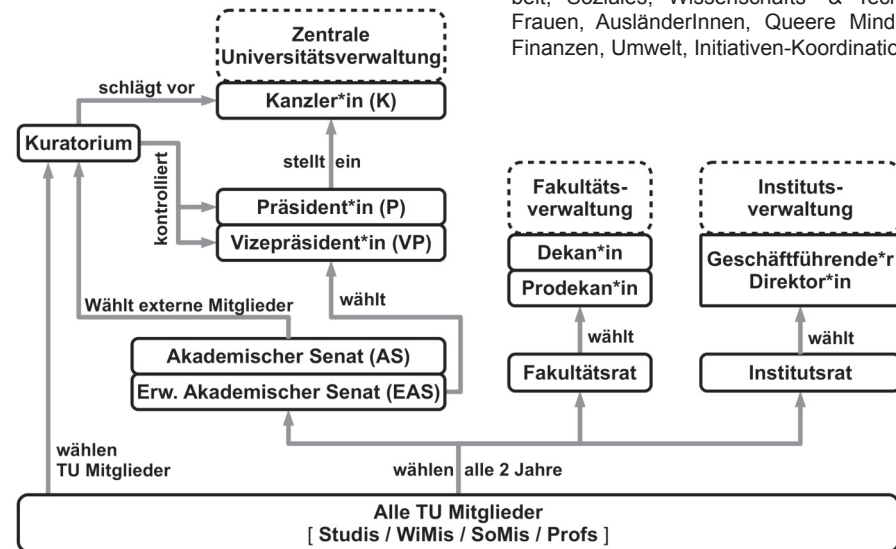 beit, Soziales, Wissenschafts- & Tech
Frauen, AusländerInnen, Queere Mind
Finanzen, Umwelt, Initiativen-Koordinatio
Zentrale
Universitätsverwaltung
schlägt vor
Kanzler*in (K)
Kuratorium
kontrolliert
stellt ein
Präsident*in (P)
Vizepräsident*in (VP)
Fakultäts-
verwaltung
Dekan*in
Prodekan*in
Instituts-
verwaltung
Geschäftführende*r
Direktor*in
Wählt externe Mitglieder
wählt
wählt
wählt
Akademischer Senat (AS)
Erw. Akademischer Senat (EAS)
Fakultätsrat
Institutsrat
wählen
TU Mitglieder
wählen alle 2 Jahre
Alle TU Mitglieder
[ Studis / WiMis / SoMis / Profs ]